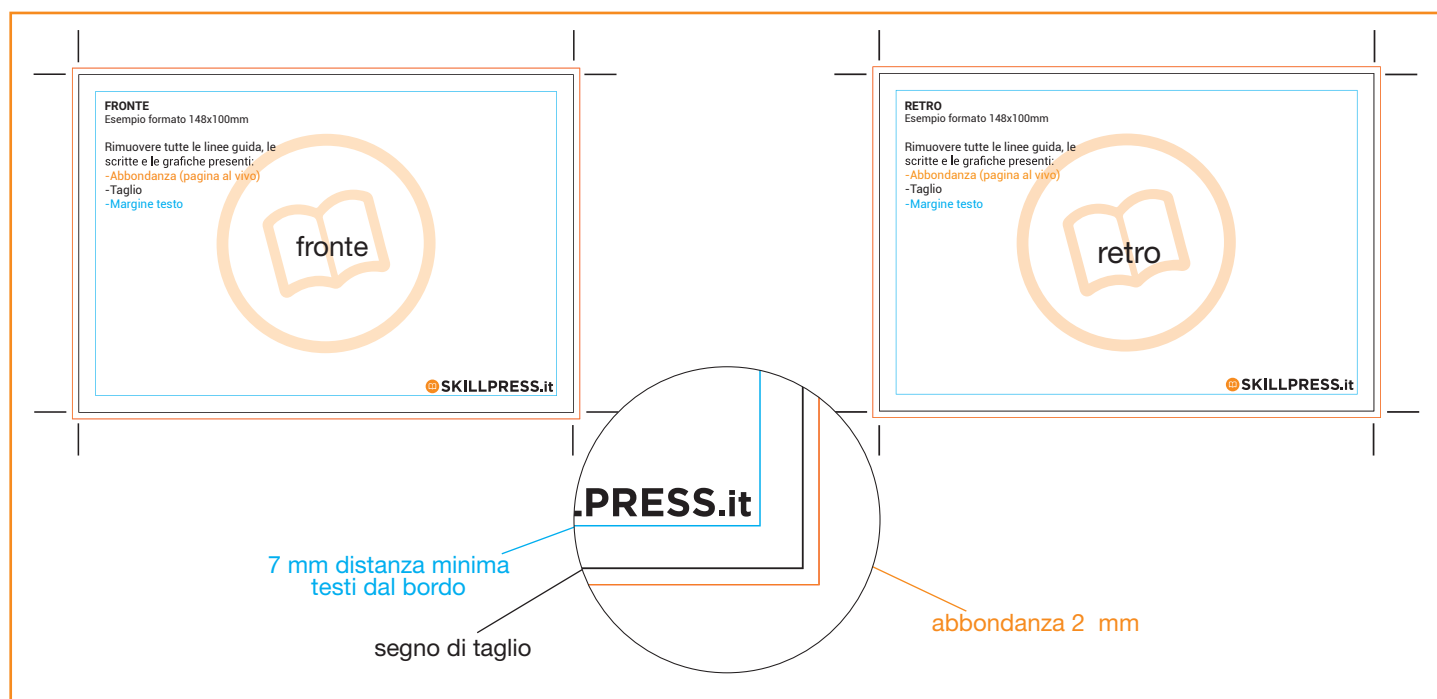 FRONTE
Esempio formato 148x100mm
Rimuovere tutte le linee guida, le
scritte e le grafiche presenti:
-Abbondanza (pagina al vivo)
-Taglio
-Margine testo
fronte
SKILLPRESS.it
RETRO
Esempio formato 148x100mm
Rimuovere tutte le linee guida, le
scritte e le grafiche presenti:
-Abbondanza (pagina al vivo)
-Taglio
-Margine testo
retro
SKILLPRESS.it
LPRESS.it
7 mm distanza minima
testi dal bordo
segno di taglio
abbondanza 2 mm